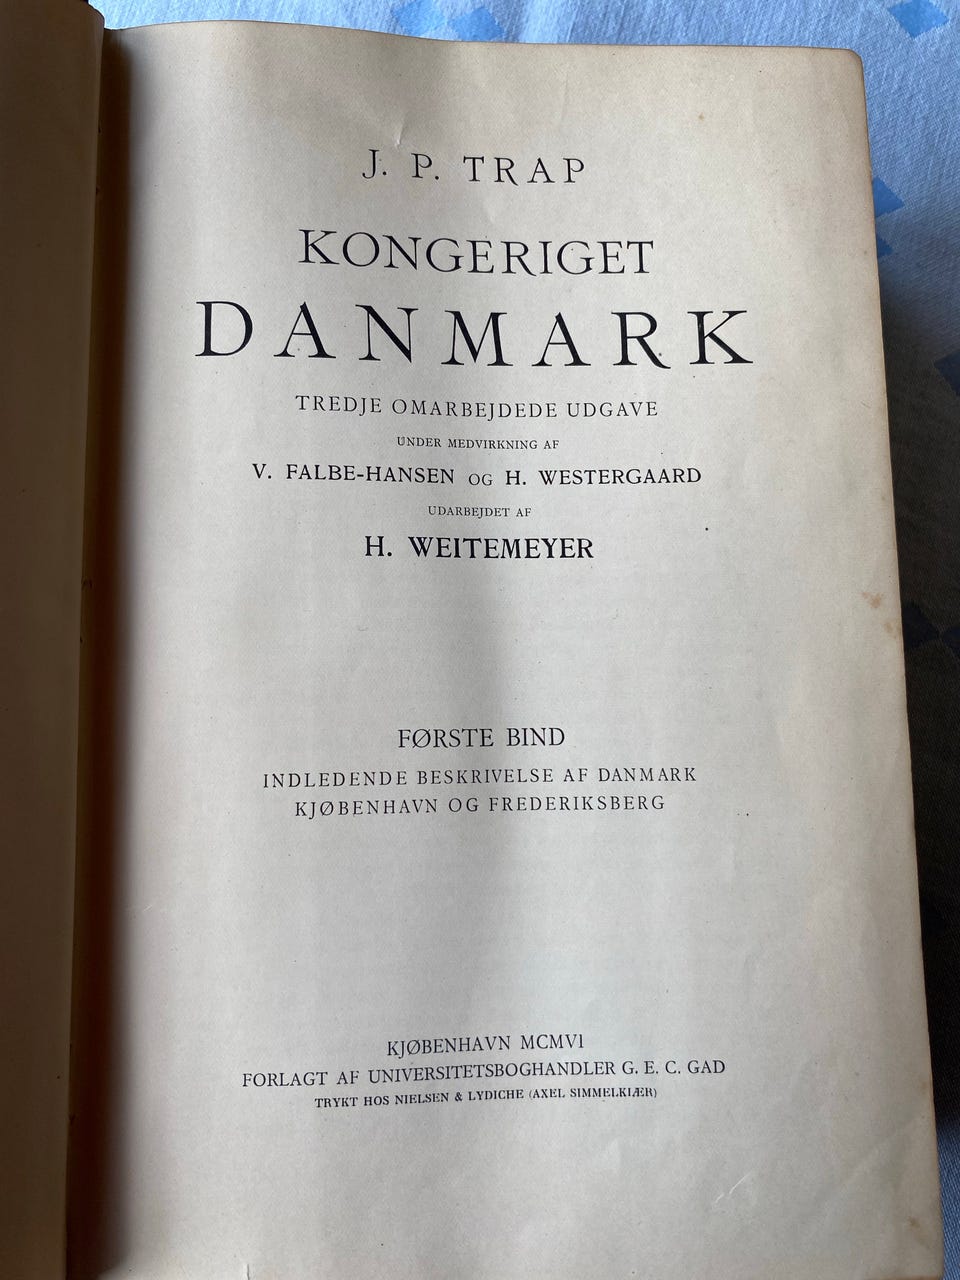 J. P. TRAP
KONGERIGET
DANMARK
TREDJE OMARBEJDEDE UDGAVE
UNDER MEDVIRKNING AF
V. FALBE-HANSEN OG H. WESTERGAARD
UDARBEJDET AF
H. WEITEMEYER
FØRSTE BIND
INDLEDENDE BESKRIVELSE AF DANMARK
KJØBENHAVN OG FREDERIKSBERG
KJØBENHAVN MCMVI
FORLAGT AF UNIVERSITETSBOGHANDLER G. E. C. GAD
TRYKT HOS NIELSEN & LYDICHE (AXEL SIMMELKIÆR)